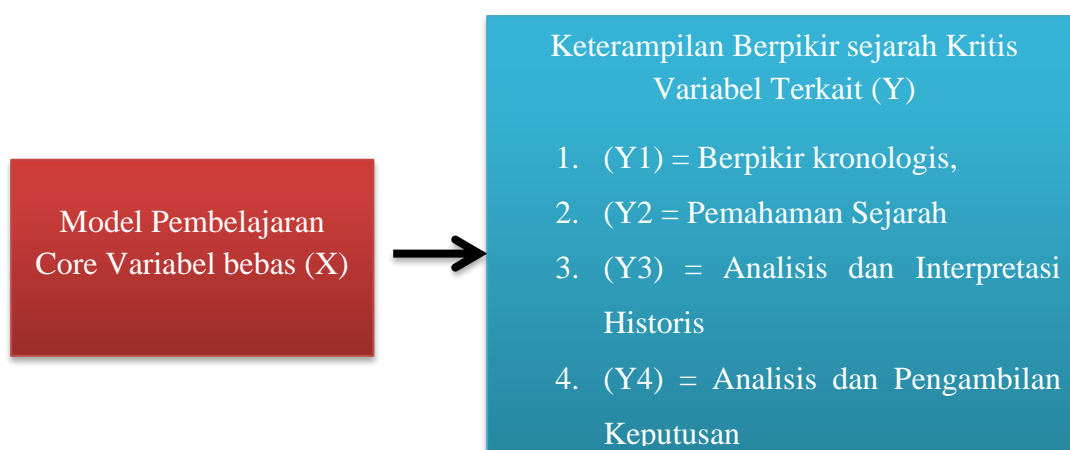 Model Pembelajaran
Core Variabel bebas (X)
Keterampilan Berpikir sejarah Kritis
Variabel Terkait (Y)
1. (Y1) = Berpikir kronologis,
2. (Y2 = Pemahaman Sejarah
3. (Y3) = Analisis dan Interpretasi
Historis
4. (Y4) = Analisis dan Pengambilan
Keputusan